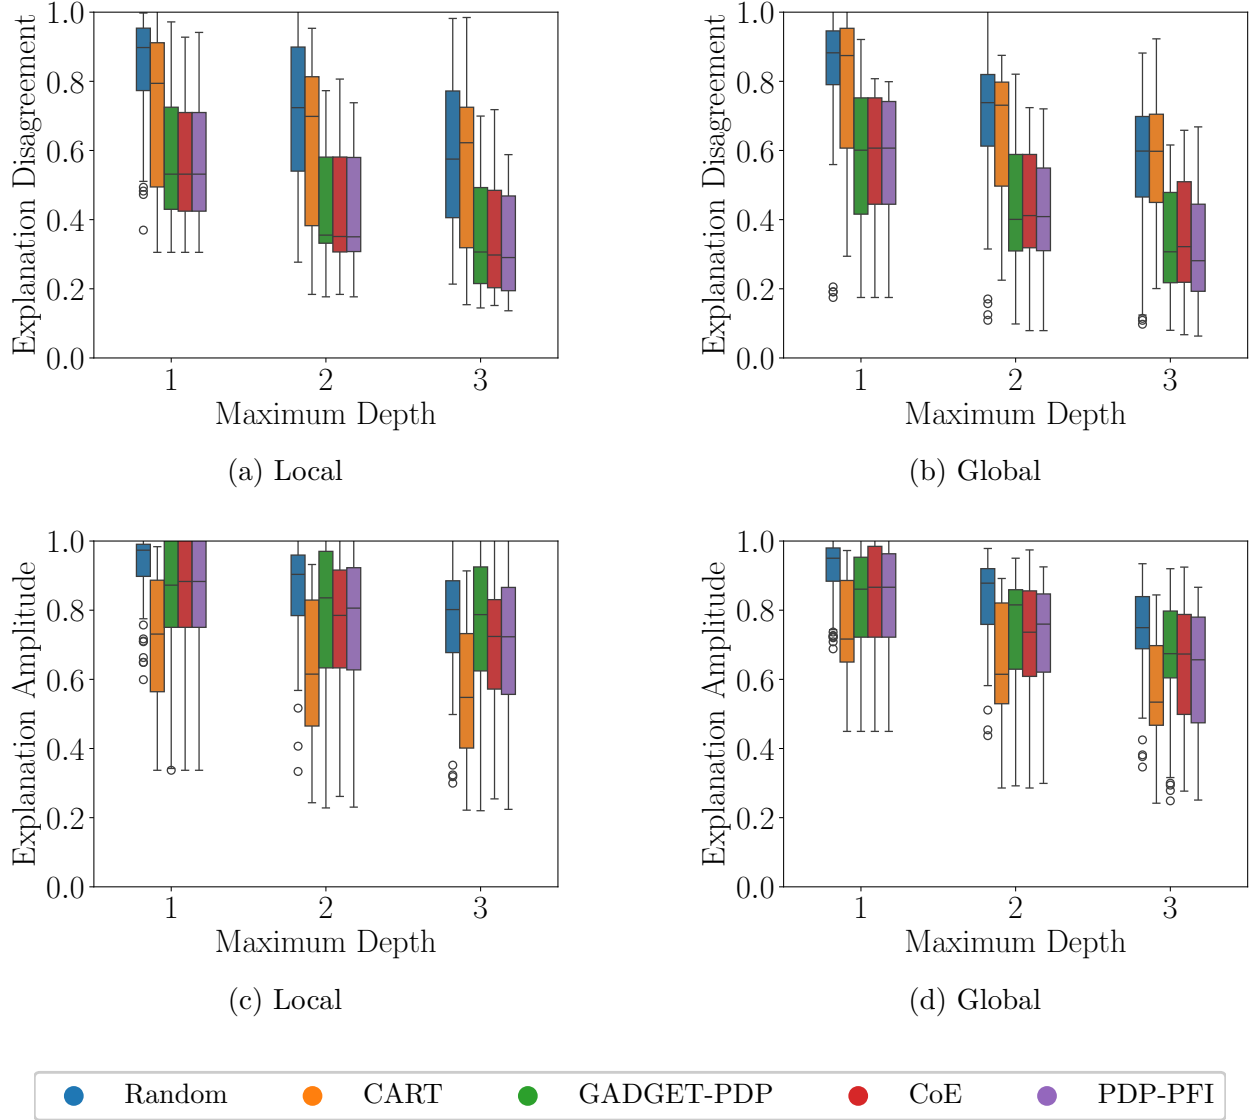 Explanation Disagreement
1.0
0.8
0.6
0.4
0.2
0.0
1 2 3
Maximum Depth
(a) Local
Explanation Disagreement
1.0
0.8
0.6
0.4
0.2
0.0
1 2 3
Maximum Depth
(b) Global
Explanation Amplitude
1.0
0.8
0.6
0.4
0.2
0.0
1 2 3
Maximum Depth
(c) Local
Explanation Amplitude
1.0
0.8
0.6
0.4
0.2
0.0
1 2 3
Maximum Depth
(d) Global
Random CART GADGET-PDP CoE PDP-PFI